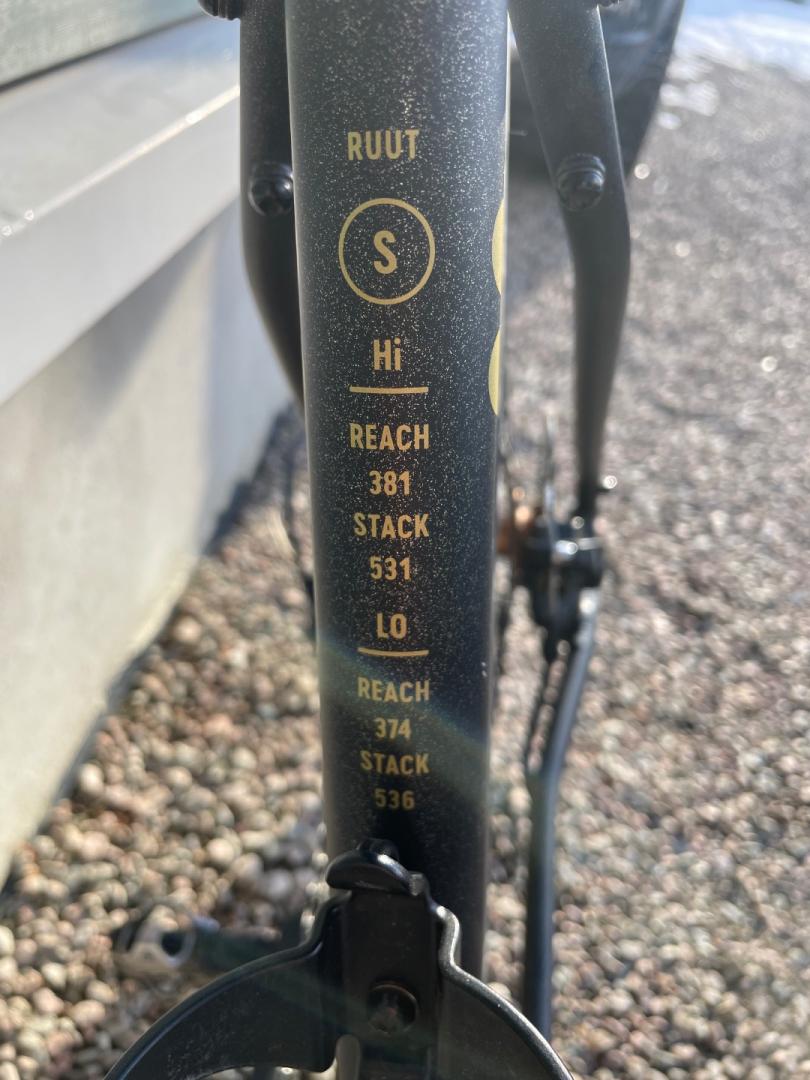 RUUT
S
Hi
REACH
381
STACK
531
LO
REACH
374
STACK
536